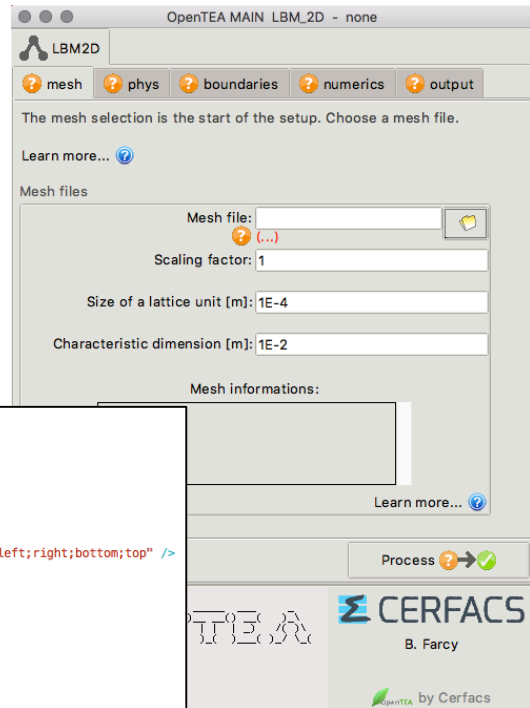 OpenTEA MAIN LBM_2D - none
LBM2D
mesh phys boundaries numerics output
The mesh selection is the start of the setup. Choose a mesh file.
Learn more...
Mesh files
Mesh file:
(...)
Scaling factor: 1
Size of a lattice unit [m]: 1E-4
Characteristic dimension [m]: 1E-2
Mesh informations:
left;right;bottom;top" />
Learn more...
Process
TEA
CERFACS
B. Farcy
OpenTEA by Cerfacs